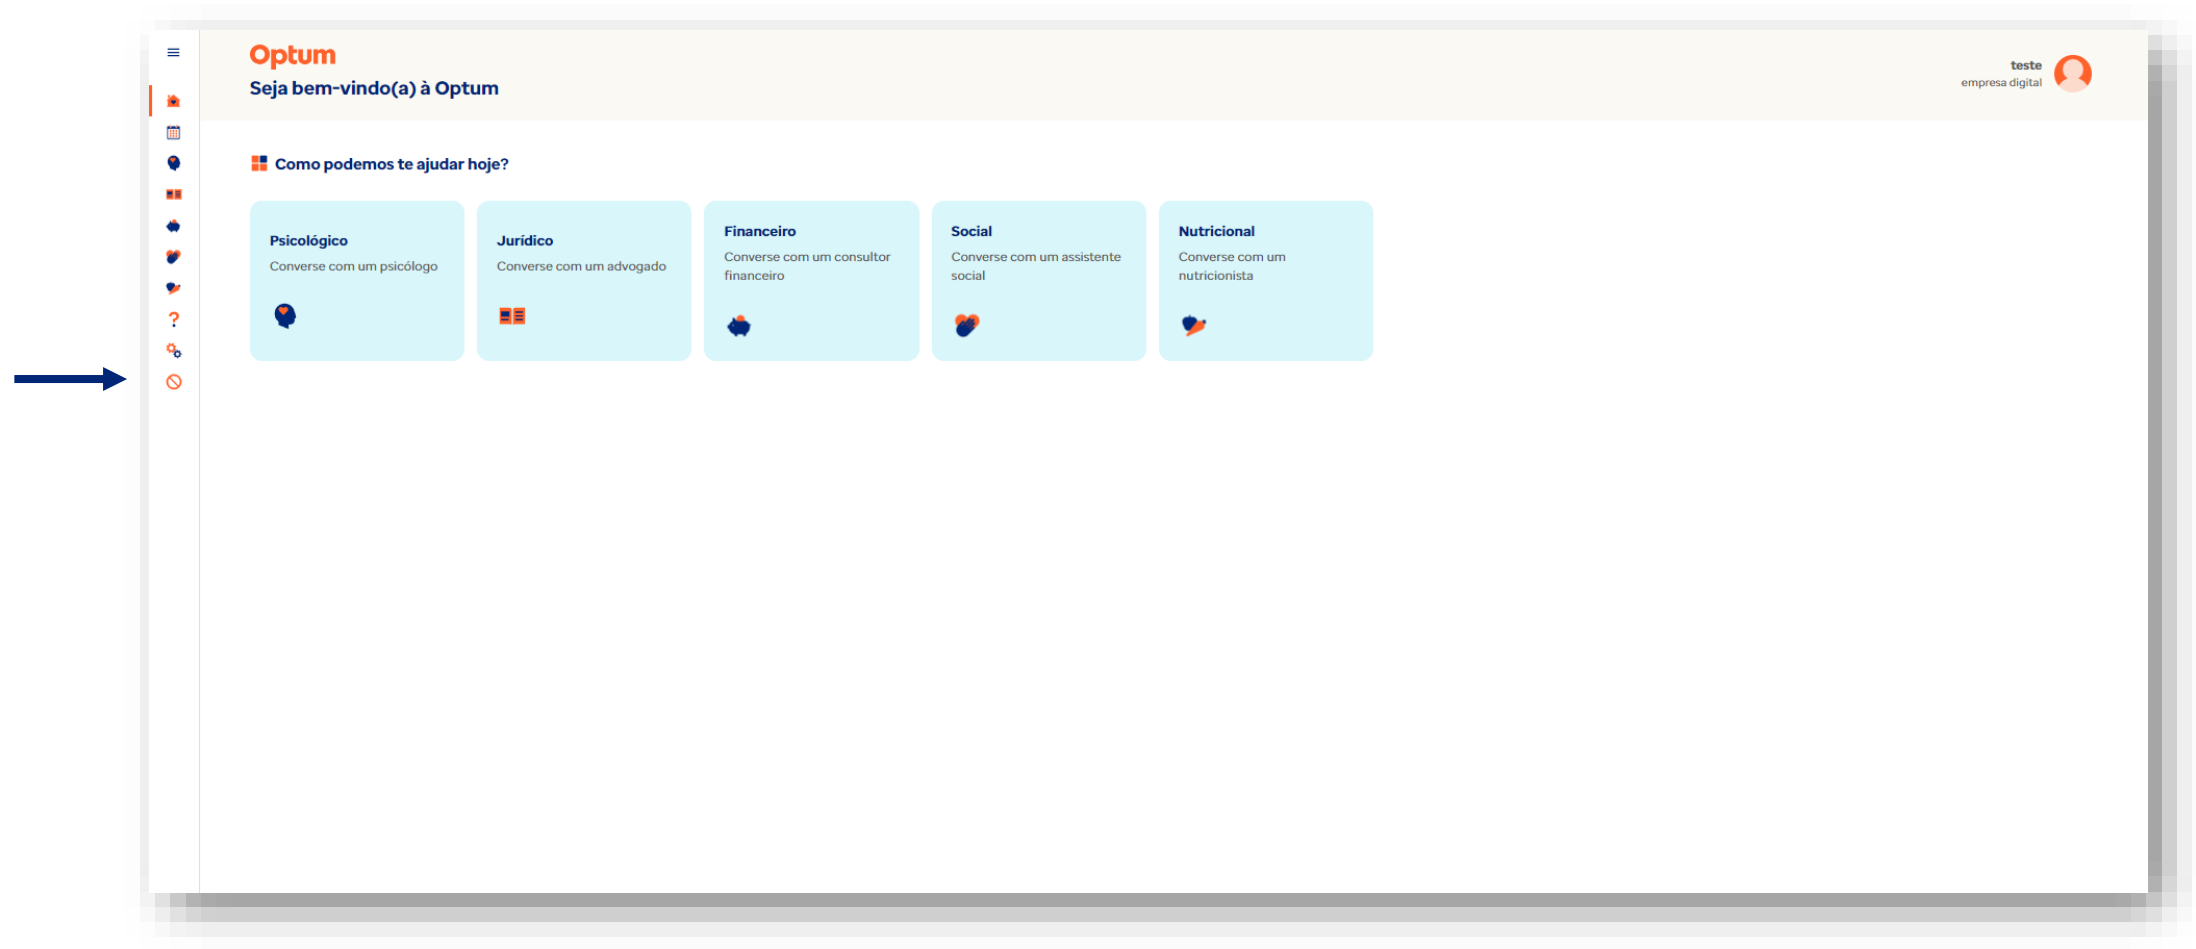 Optum
Seja bem-vindo(a) à Optum
teste
empresa digital
Como podemos te ajudar hoje?
Psicológico
Converse com um psicólogo
Jurídico
Converse com um advogado
Financeiro
Converse com um consultor
financeiro
Social
Converse com um assistente
social
Nutricional
Converse com um
nutricionista